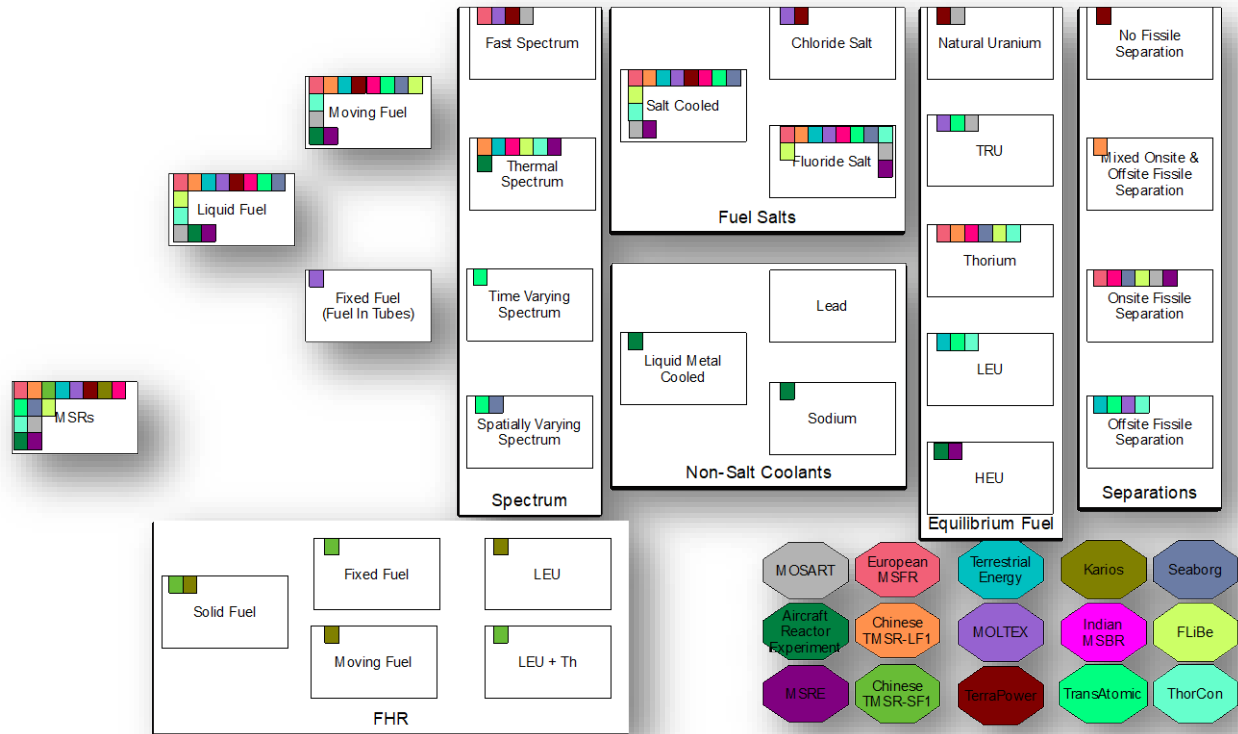 Fast Spectrum
Chloride Salt
Natural Uranium
No Fissile
Separation
Moving Fuel
Salt Cooled
Thermal
Spectrum
Fluoride Salt
TRU
Mixed Onsite &
Offsite Fissile
Separation
Liquid Fuel
Fuel Salts
Thorium
Fixed Fuel
(Fuel In Tubes)
Time Varying
Spectrum
Lead
Onsite Fissile
Separation
Liquid Metal
Cooled
LEU
MSRs
Spatially Varying
Spectrum
Sodium
Offsite Fissile
Separation
Non-Salt Coolants
HEU
Spectrum
Equilibrium Fuel
Separations
Solid Fuel
Fixed Fuel
LEU
Moving Fuel
LEU + Th
FHR
MOSART
European
MSFR
Terrestrial
Energy
Karios
Seaborg
Aircraft
Reactor
Experiment
Chinese
TMSR-LF1
MOLTEX
Indian
MSBR
FLiBe
MSRE
Chinese
TMSR-SF1
TerraPower
TransAtomic
ThorCon